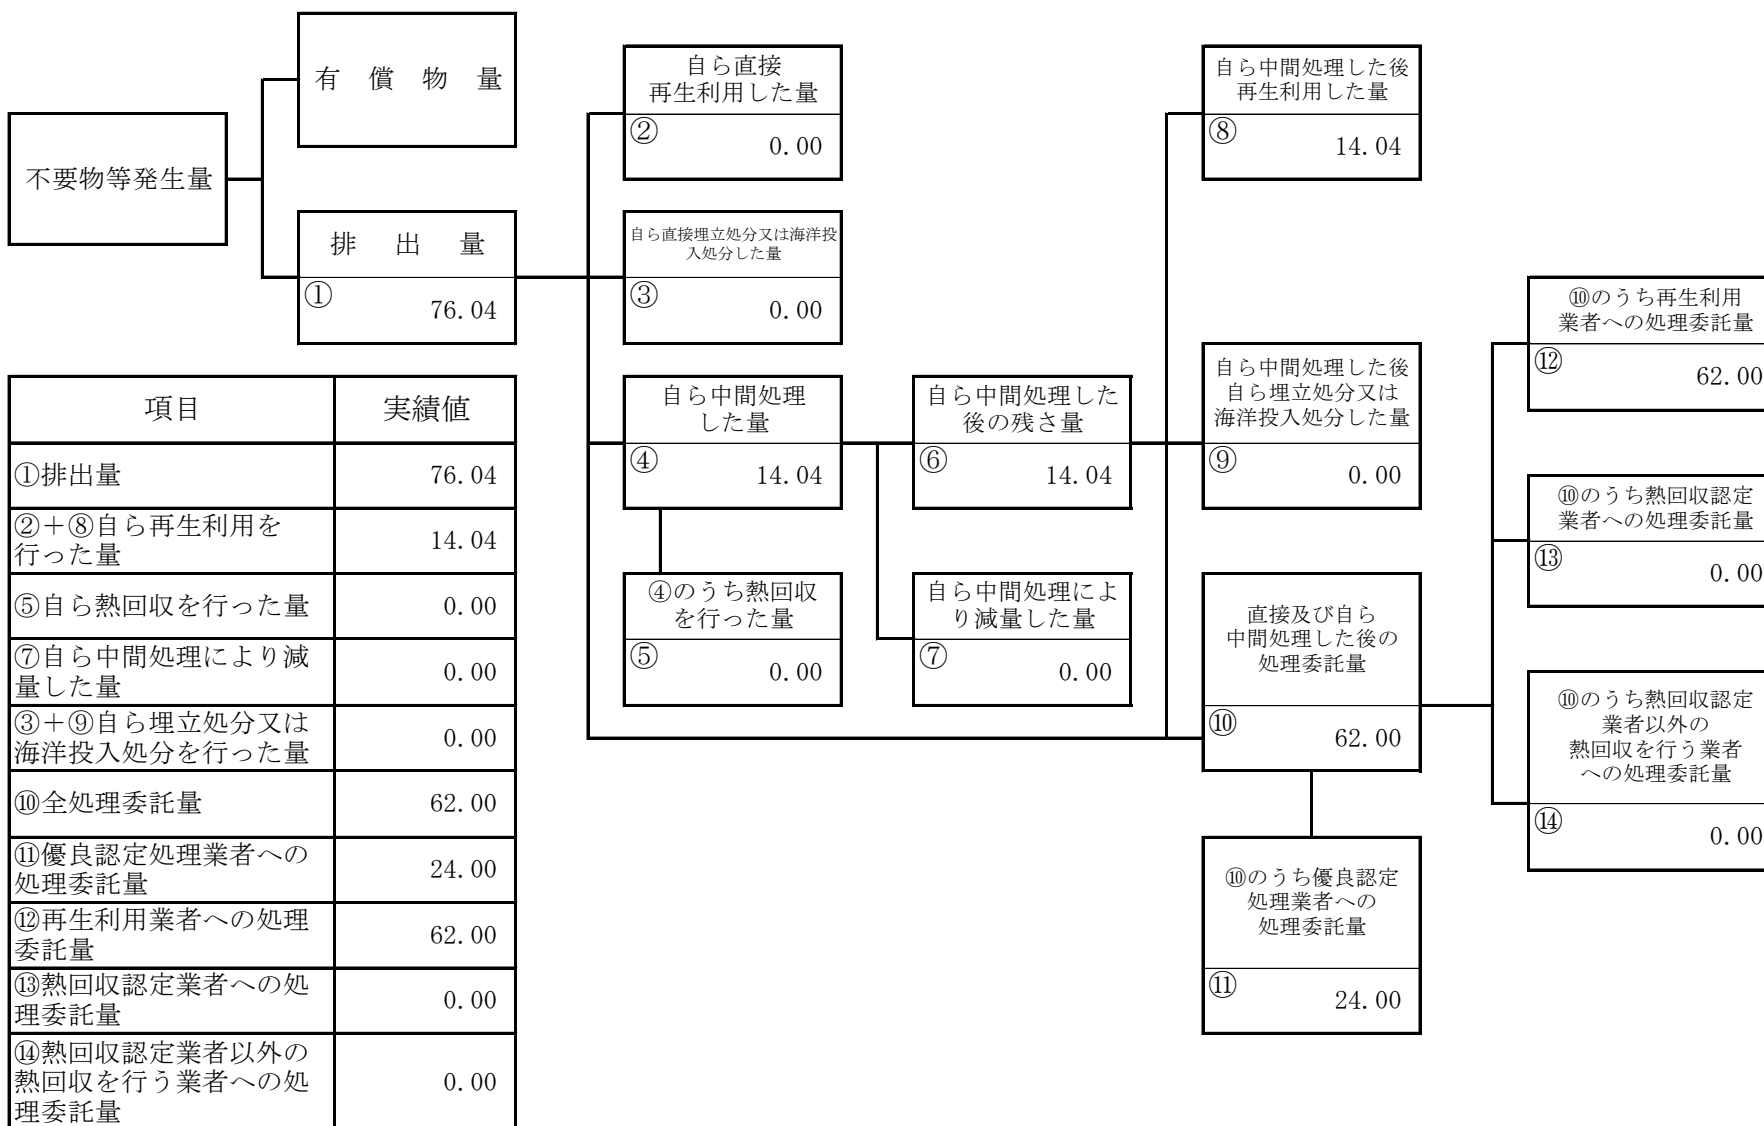 有償物量
不要物等発生量
排出量
①
76.04
自ら直接
再生利用した量
②
0.00
自ら直接埋立処分又は海洋投
入処分した量
③
0.00
自ら中間処理
した量
④
14.04
④のうち熱回収
を行った量
⑤
0.00
自ら中間処理した
後の残さ量
⑥
14.04
自ら中間処理によ
り減量した量
⑦
0.00
自ら中間処理した後
再生利用した量
⑧
14.04
自ら中間処理した後
自ら埋立処分又は
海洋投入処分した量
⑨
0.00
直接及び自ら
中間処理した後の
処理委託量
⑩
62.00
⑩のうち優良認定
処理業者への
処理委託量
⑪
24.00
⑩のうち再生利用
業者への処理委託量
⑫
62.00
⑩のうち熱回収認定
業者への処理委託量
⑬
0.00
⑩のうち熱回収認定
業者以外の
熱回収を行う業者
への処理委託量
⑭
0.00
項目 実績値
①排出量 76.04
②+⑧自ら再生利用を
行った量 14.04
⑤自ら熱回収を行った量 0.00
⑦自ら中間処理により減
量した量 0.00
③+⑨自ら埋立処分又は
海洋投入処分を行った量 0.00
⑩全処理委託量 62.00
⑪優良認定処理業者への
処理委託量 24.00
⑫再生利用業者への処理
委託量 62.00
⑬熱回収認定業者への処
理委託量 0.00
⑭熱回収認定業者以外の
熱回収を行う業者への処
理委託量 0.00